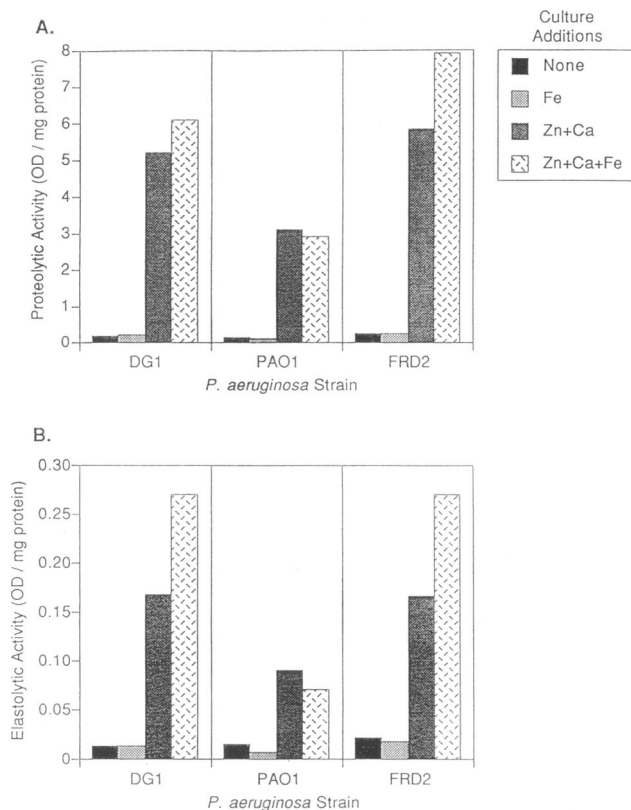 A.
Culture
Additions
None
Fe
Zn+Ca
Zn+Ca+Fe
Proteolytic Activity (OD / mg protein)
8
7
6
5
4
3
2
1
0
DG1 PAO1 FRD2
P. aeruginosa Strain
B.
Elastolytic Activity (OD / mg protein)
0.30
0.25
0.20
0.15
0.10
0.05
0
DG1 PAO1 FRD2
P. aeruginosa Strain